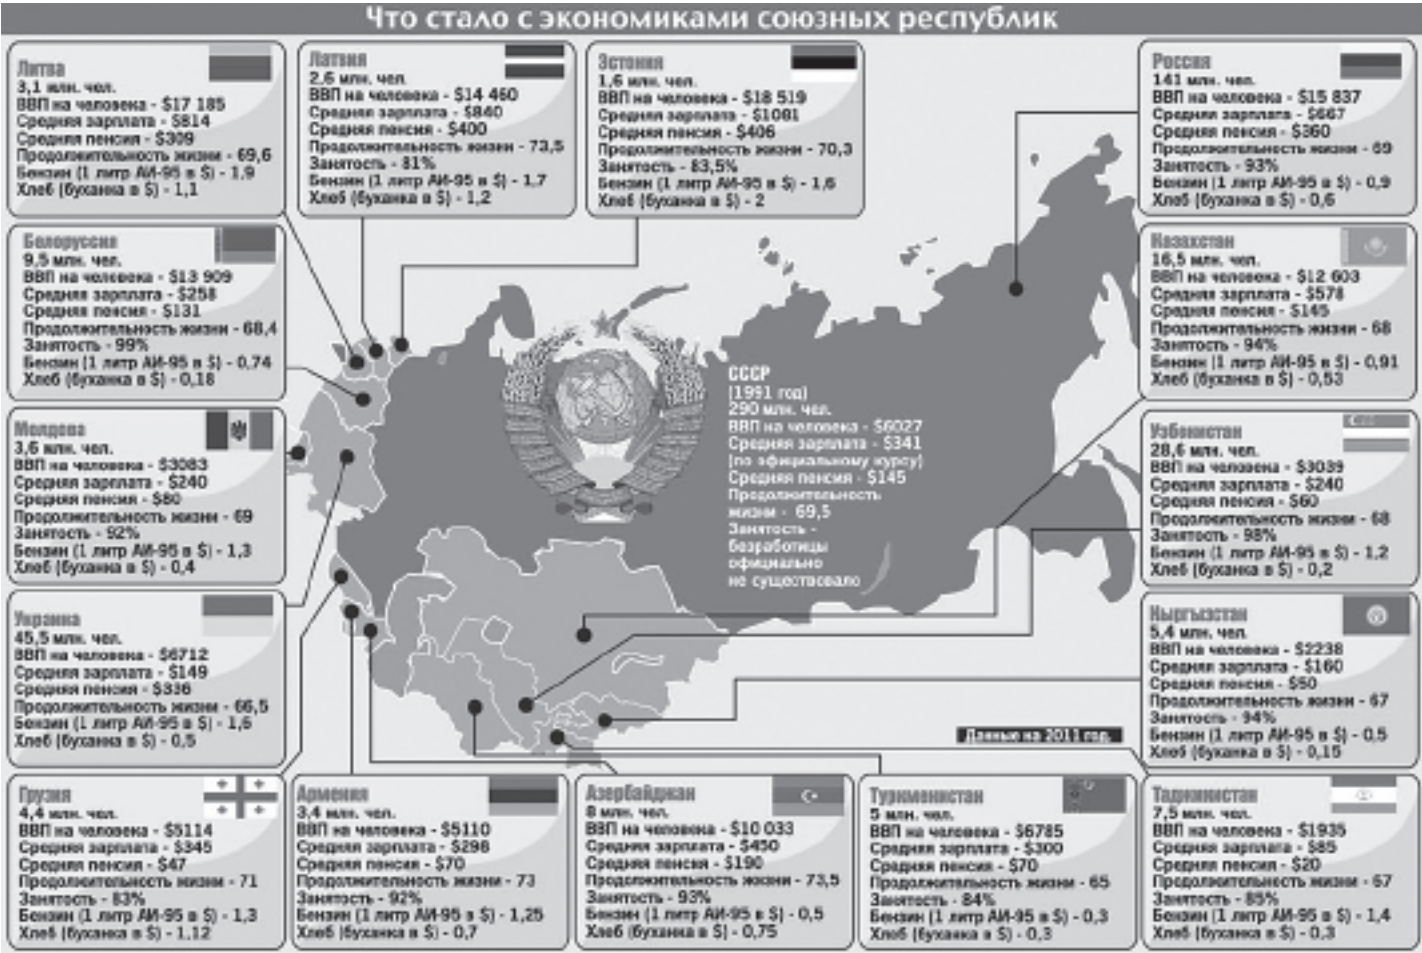 Что стало с экономиками союзных республик
Литва
3,1 млн. чел.
ВВП на человека - $17 185
Средняя зарплата - $814
Средняя пенсия - $309
Продолжительность жизни - 69,6
Бензин (1 литр АИ-95 в $) - 1,9
Хлеб (буханка в $) - 1,1
Латвия
2,6 млн. чел.
ВВП на человека - $14 460
Средняя зарплата - $840
Средняя пенсия - $400
Продолжительность жизни - 73,5
Занятость - 81%
Бензин (1 литр АИ-95 в $) - 1,7
Хлеб (буханка в $) - 1,2
Эстония
1,6 млн. чел.
ВВП на человека - $18 519
Средняя зарплата - $1081
Средняя пенсия - $406
Продолжительность жизни - 70,3
Занятость - 83,5%
Бензин (1 литр АИ-95 в $) - 1,6
Хлеб (буханка в $) - 2
Россия
141 млн. чел.
ВВП на человека - $15 837
Средняя зарплата - $667
Средняя пенсия - $360
Продолжительность жизни - 69
Занятость - 93%
Бензин (1 литр АИ-95 в $) - 0,9
Хлеб (буханка в $) - 0,6
Белоруссия
9,5 млн. чел.
ВВП на человека - $13 909
Средняя зарплата - $258
Средняя пенсия - $131
Продолжительность жизни - 68,4
Занятость - 99%
Бензин (1 литр АИ-95 в $) - 0,74
Хлеб (буханка в $) - 0,18
Казахстан
16,5 млн. чел.
ВВП на человека - $12 603
Средняя зарплата - $578
Средняя пенсия - $145
Продолжительность жизни - 68
Занятость - 94%
Бензин (1 литр АИ-95 в $) - 0,91
Хлеб (буханка в $) - 0,53
СССР
(1991 год)
290 млн. чел.
ВВП на человека - $6027
Средняя зарплата - $341
(по официальному курсу)
Средняя пенсия - $145
Продолжительность
жизни - 69,5
Занятость -
безработицы
официально
не существовало
Молдова
3,6 млн. чел.
ВВП на человека - $3083
Средняя зарплата - $240
Средняя пенсия - $80
Продолжительность жизни - 69
Занятость - 92%
Бензин (1 литр АИ-95 в $) - 1,3
Хлеб (буханка в $) - 0,4
Узбекистан
28,6 млн. чел.
ВВП на человека - $3039
Средняя зарплата - $240
Средняя пенсия - $60
Продолжительность жизни - 68
Занятость - 98%
Бензин (1 литр АИ-95 в $) - 1,2
Хлеб (буханка в $) - 0,2
Украина
45,5 млн. чел.
ВВП на человека - $6712
Средняя зарплата - $149
Средняя пенсия - $336
Продолжительность жизни - 66,5
Бензин (1 литр АИ-95 в $) - 1,6
Хлеб (буханка в $) - 0,5
Кыргызстан
5,4 млн. чел.
ВВП на человека - $2238
Средняя зарплата - $160
Средняя пенсия - $50
Продолжительность жизни - 67
Занятость - 94%
Бензин (1 литр АИ-95 в $) - 0,5
Хлеб (буханка в $) - 0,15
Данные на 2011 год.
Грузия
4,4 млн. чел.
ВВП на человека - $5114
Средняя зарплата - $345
Средняя пенсия - $47
Продолжительность жизни - 71
Занятость - 83%
Бензин (1 литр АИ-95 в $) - 1,3
Хлеб (буханка в $) - 1,12
Армения
3,4 млн. чел.
ВВП на человека - $5110
Средняя зарплата - $298
Средняя пенсия - $70
Продолжительность жизни - 73
Занятость - 92%
Бензин (1 литр АИ-95 в $) - 1,25
Хлеб (буханка в $) - 0,7
Азербайджан
8 млн. чел.
ВВП на человека - $10 033
Средняя зарплата - $450
Средняя пенсия - $190
Продолжительность жизни - 73,5
Занятость - 93%
Бензин (1 литр АИ-95 в $) - 0,5
Хлеб (буханка в $) - 0,75
Туркменистан
5 млн. чел.
ВВП на человека - $6785
Средняя зарплата - $300
Средняя пенсия - $70
Продолжительность жизни - 65
Занятость - 84%
Бензин (1 литр АИ-95 в $) - 0,3
Хлеб (буханка в $) - 0,3
Таджикистан
7,5 млн. чел.
ВВП на человека - $1935
Средняя зарплата - $85
Средняя пенсия - $20
Продолжительность жизни - 67
Занятость - 85%
Бензин (1 литр АИ-95 в $) - 1,4
Хлеб (буханка в $) - 0,3